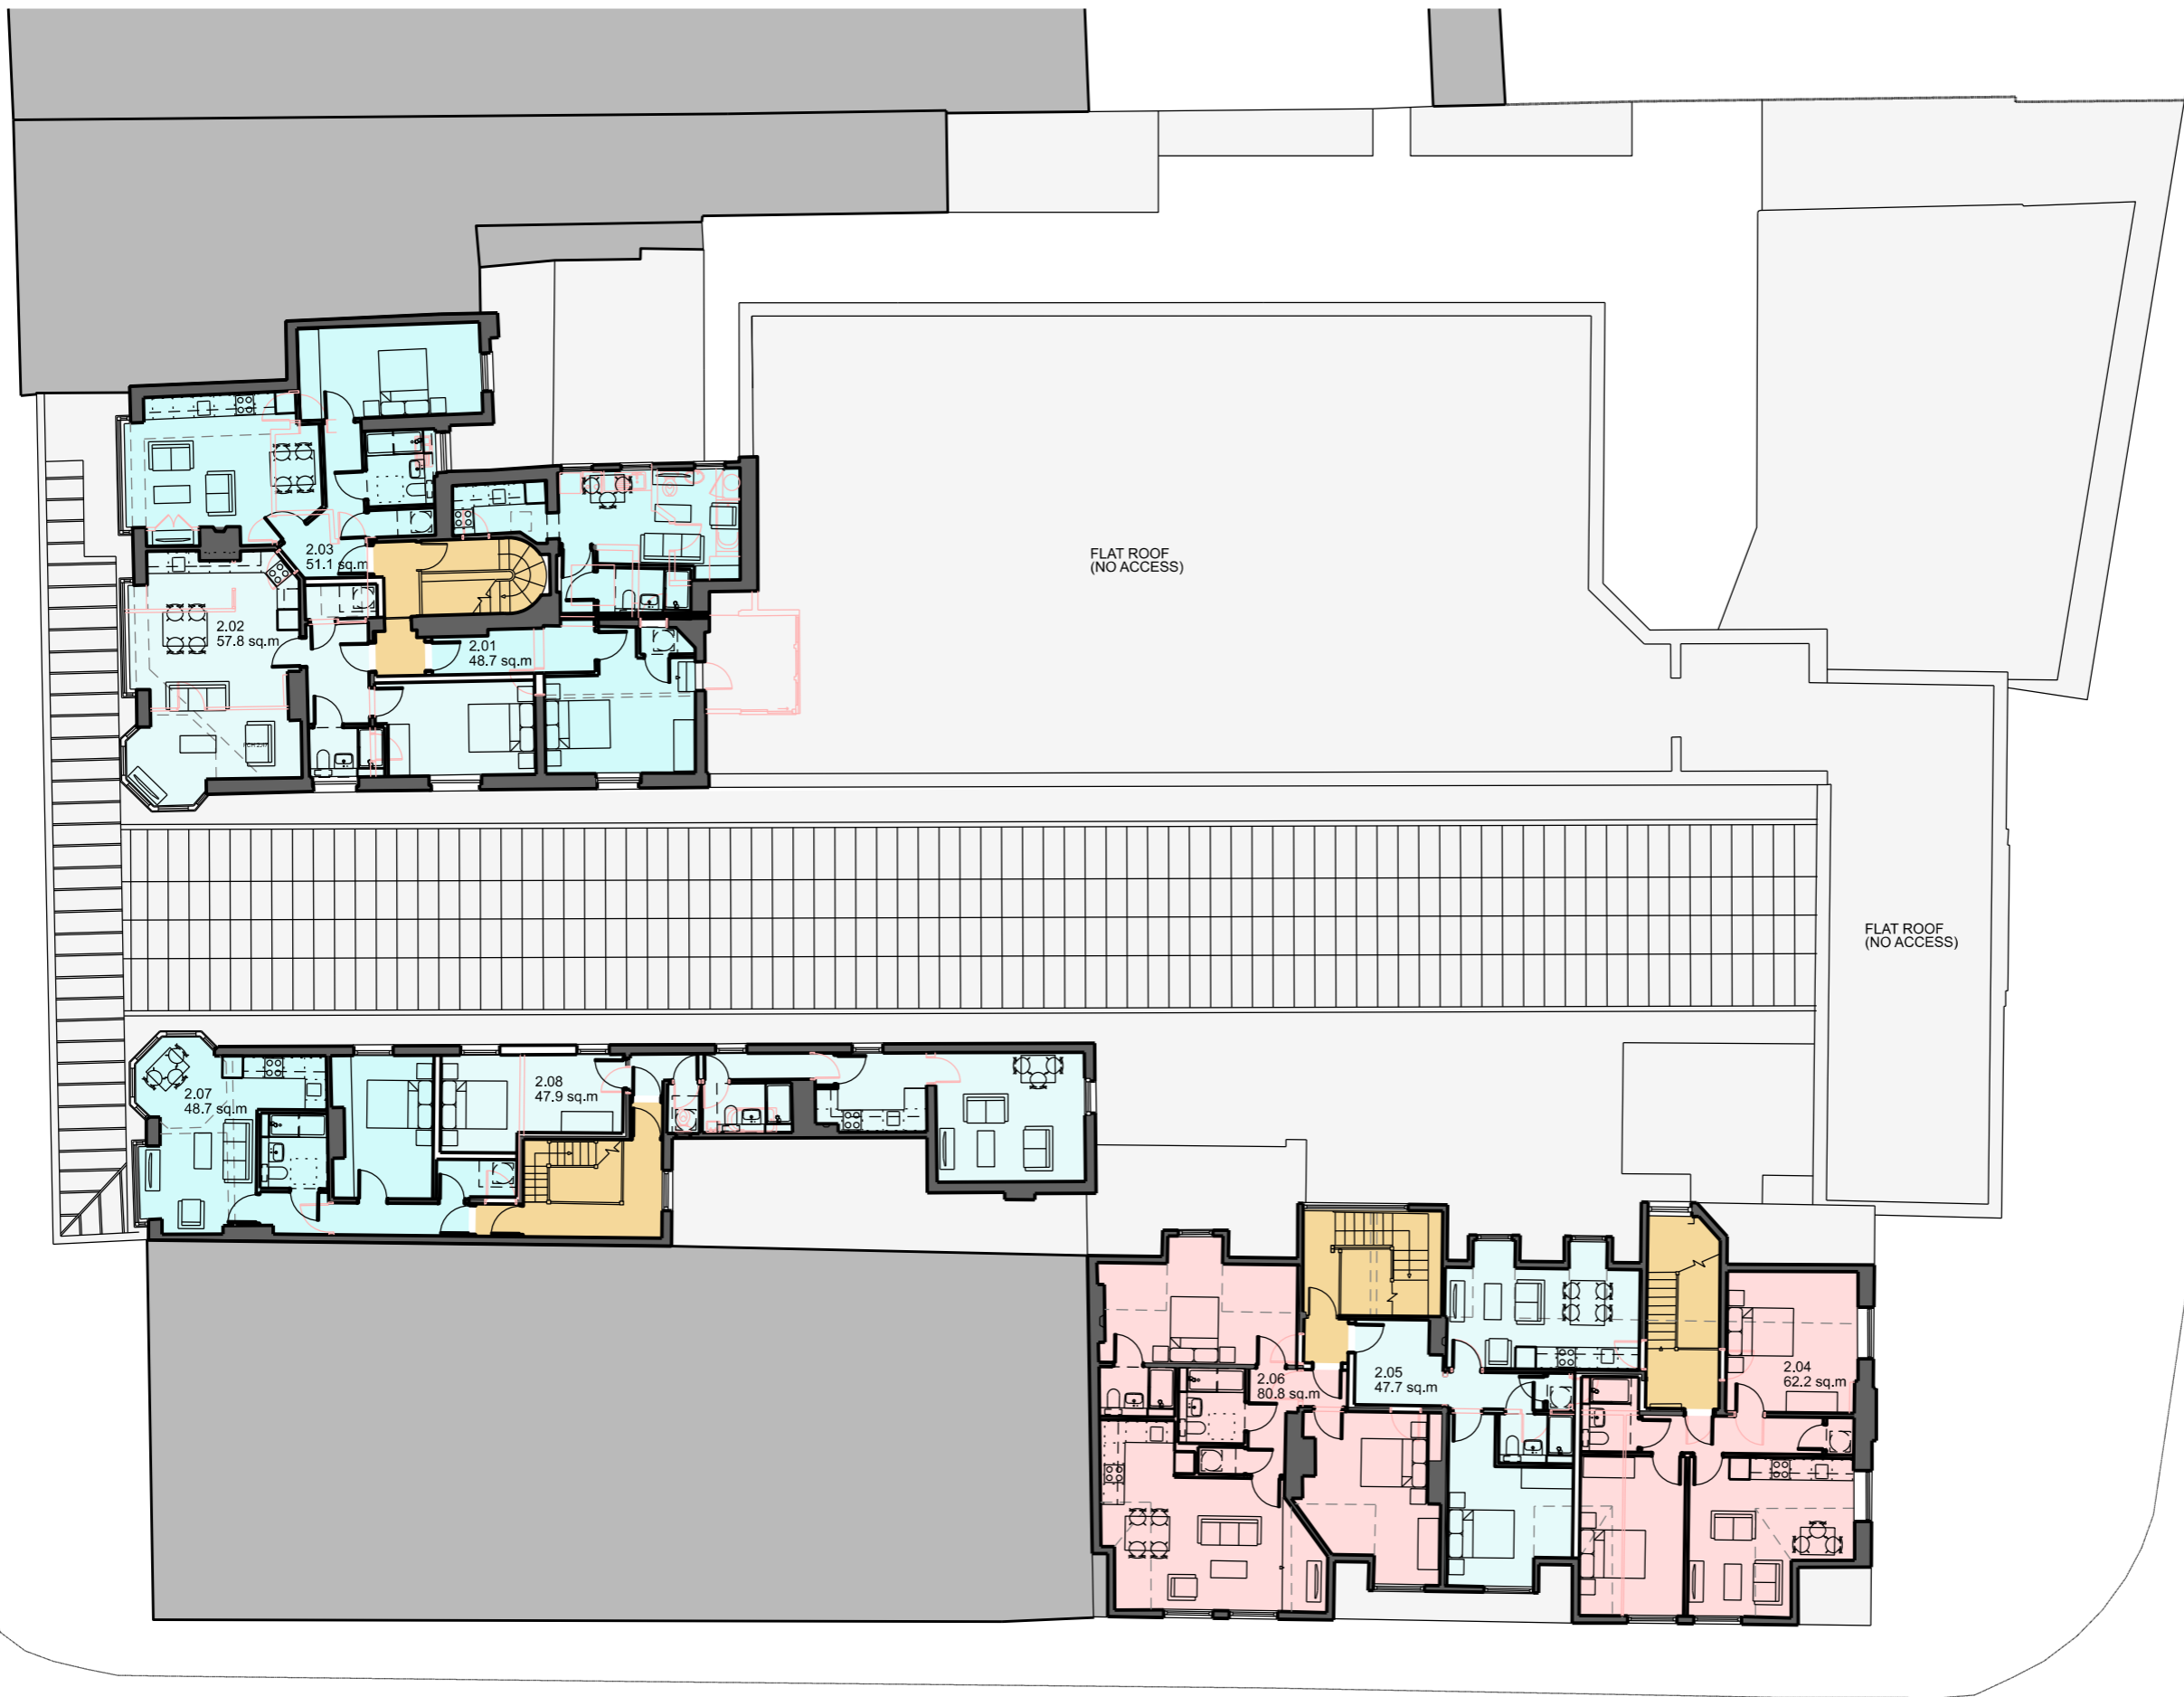 2.03
51.1 sq.m
FLAT ROOF
(NO ACCESS)
2.02
57.8 sq.m
2.01
48.7 sq.m
FLAT ROOF
(NO ACCESS)
2.07
48.7 sq.m
2.08
47.9 sq.m
2.06
80.8 sq.m
2.05
47.7 sq.m
2.04
62.2 sq.m